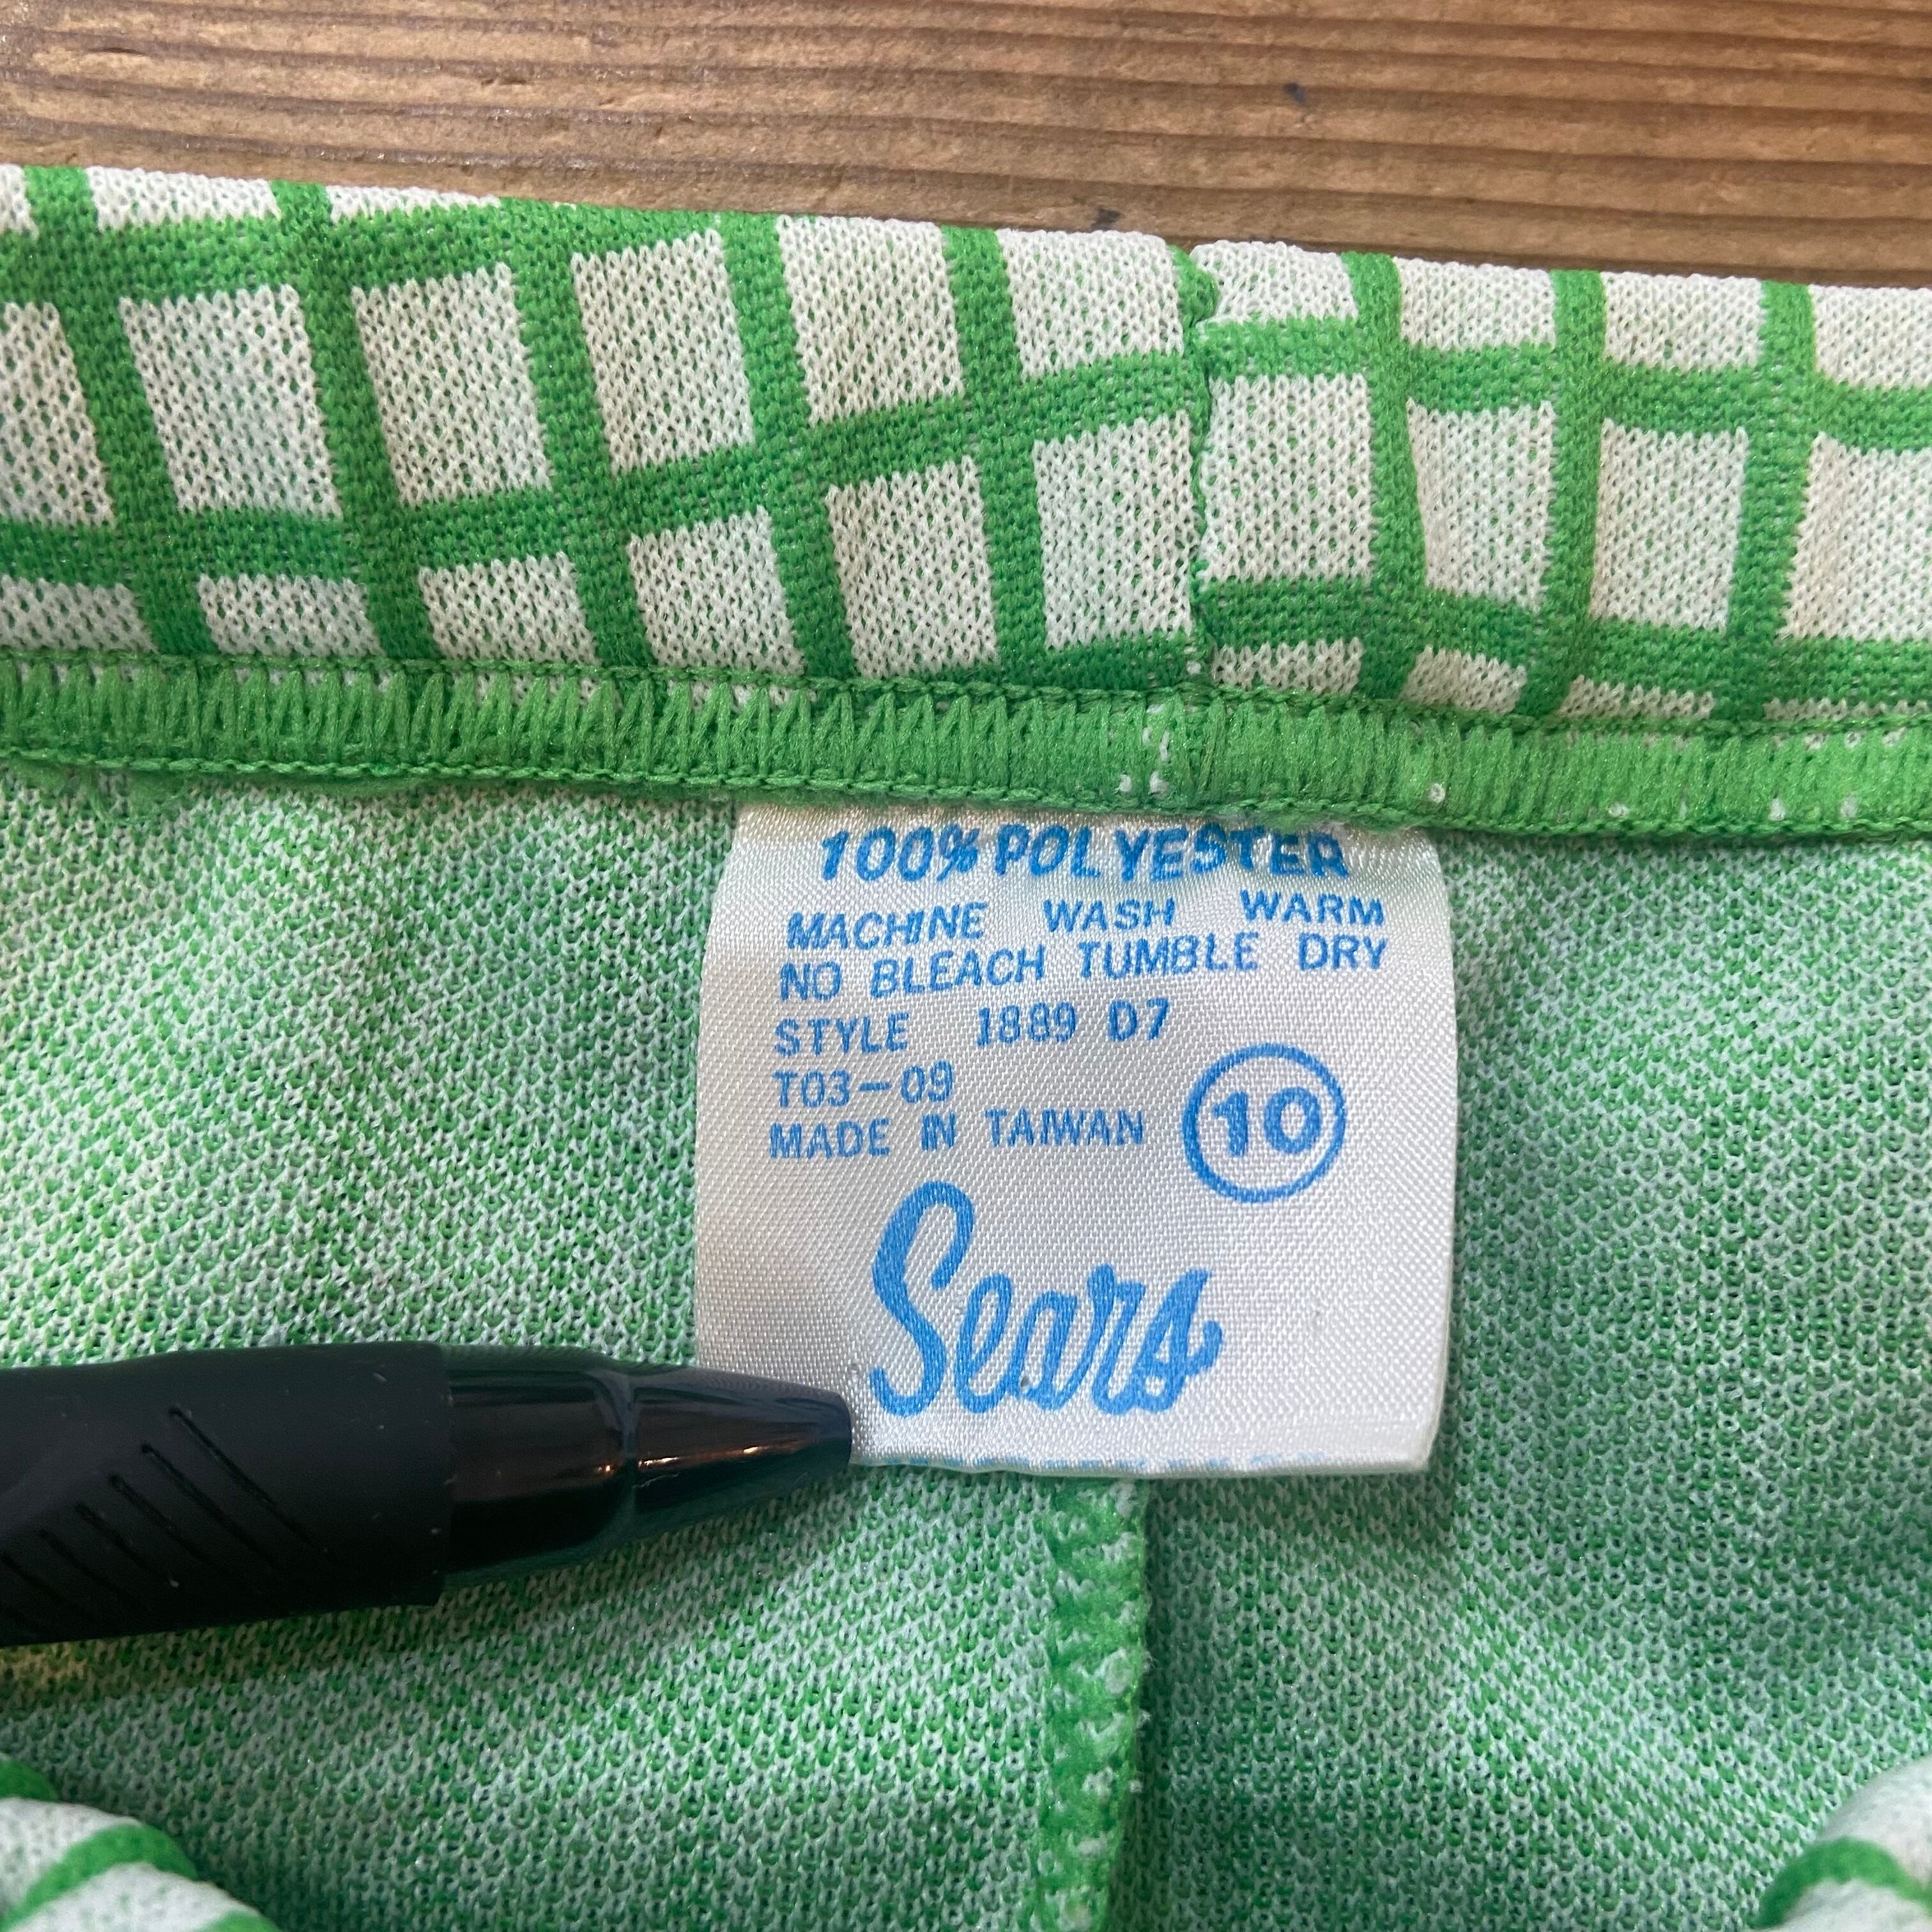 100% POLYESTER
MACHINE WASH WARM
NO BLEACH TUMBLE DRY
STYLE 1889 D7
T03-09
MADE IN TAIWAN
10
Sears